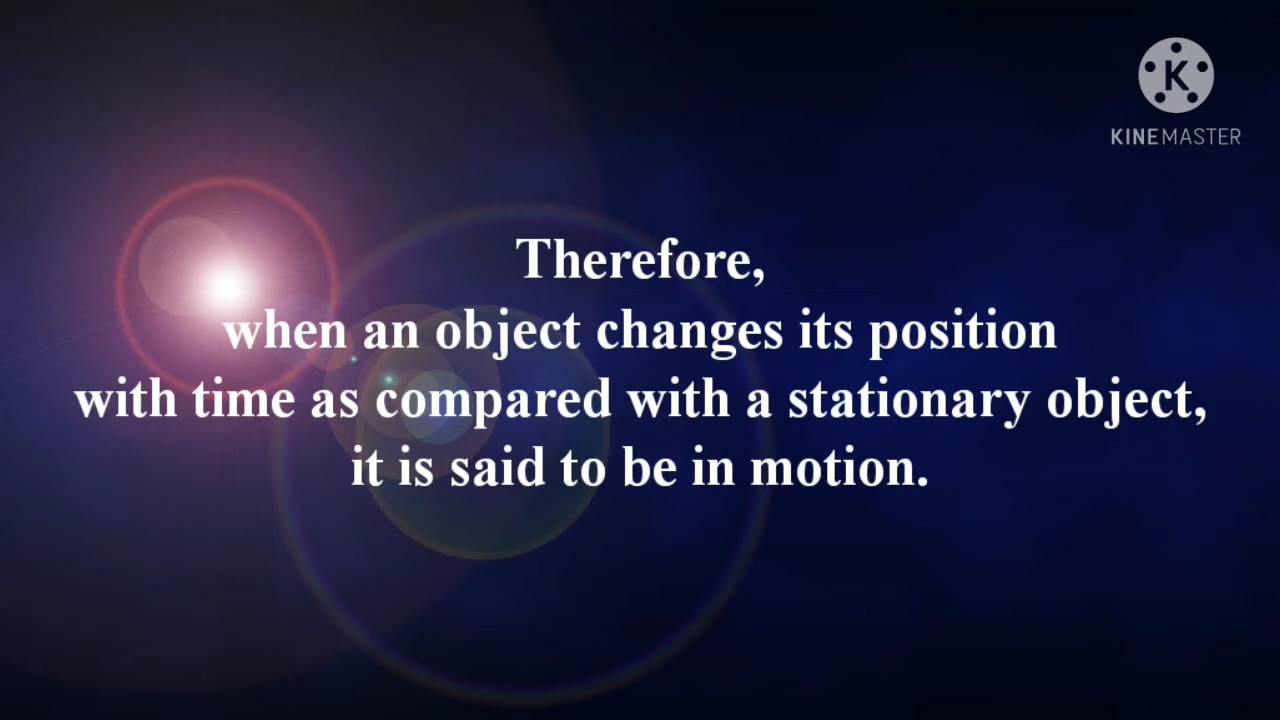 K
KINEMASTER
Therefore,
when an object changes its position
with time as compared with a stationary object,
it is said to be in motion.